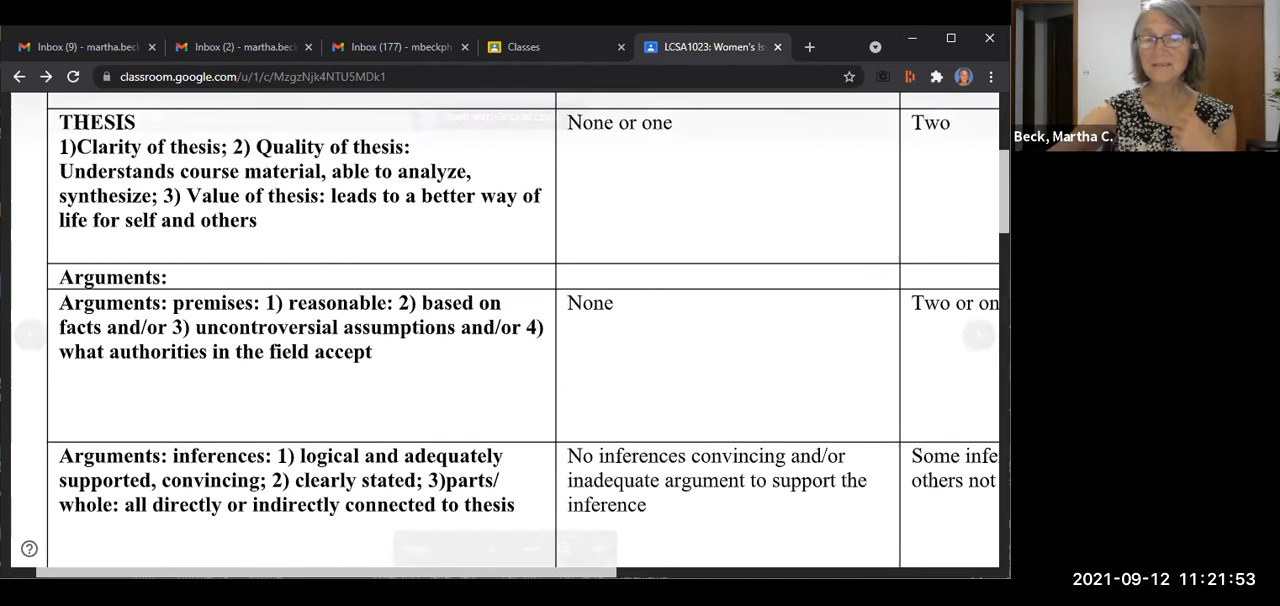 Inbox (9) - martha.bec
Inbox (2) - martha.bec
Inbox (177) - mbeckph
Classes
LCSA1023: Women's Is
classroom.google.com/u/1/c/MzgzNjk4NTU5MDk1
Beck, Martha C.
THESIS
None or one
Two
1)Clarity of thesis; 2) Quality of thesis:
Understands course material, able to analyze,
synthesize; 3) Value of thesis: leads to a better way of
life for self and others
Arguments:
Arguments: premises: 1) reasonable: 2) based on
facts and/or 3) uncontroversial assumptions and/or 4)
what authorities in the field accept
None
Two or on
Arguments: inferences: 1) logical and adequately
supported, convincing; 2) clearly stated; 3)parts/
whole: all directly or indirectly connected to thesis
No inferences convincing and/or
inadequate argument to support the
inference
Some infe
others not
2021-09-12 11:21:53